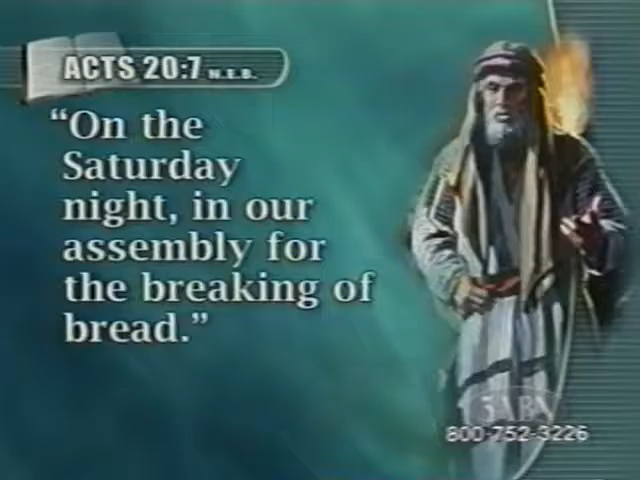 ACTS 20:7 N.E.B.
“On the
Saturday
night, in our
assembly for
the breaking of
bread.”
3ABN
800-752-3226